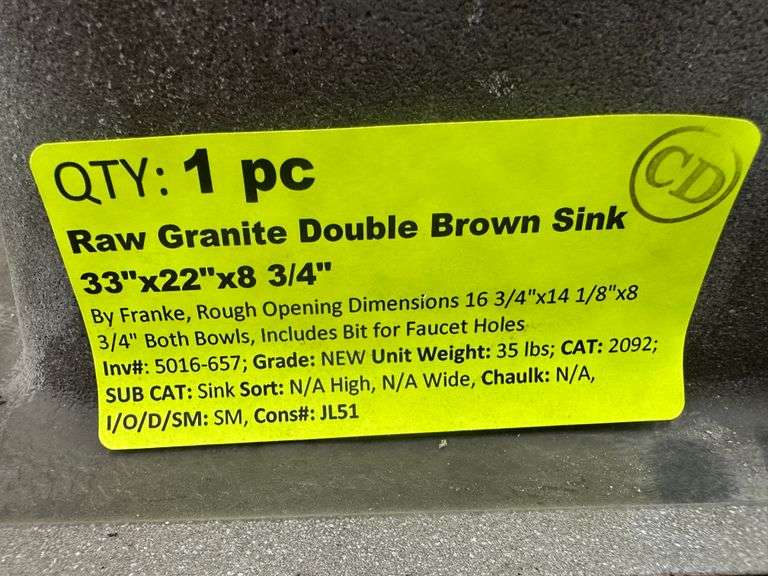 QTY: 1 pc
CD
Raw Granite Double Brown Sink
33"x22"x8 3/4"
By Franke, Rough Opening Dimensions 16 3/4"x14 1/8"x8
3/4" Both Bowls, Includes Bit for Faucet Holes
Inv#: 5016-657; Grade: NEW Unit Weight: 35 lbs; CAT: 2092;
SUB CAT: Sink Sort: N/A High, N/A Wide, Chaulk: N/A,
I/O/D/SM: SM, Cons#: JL51